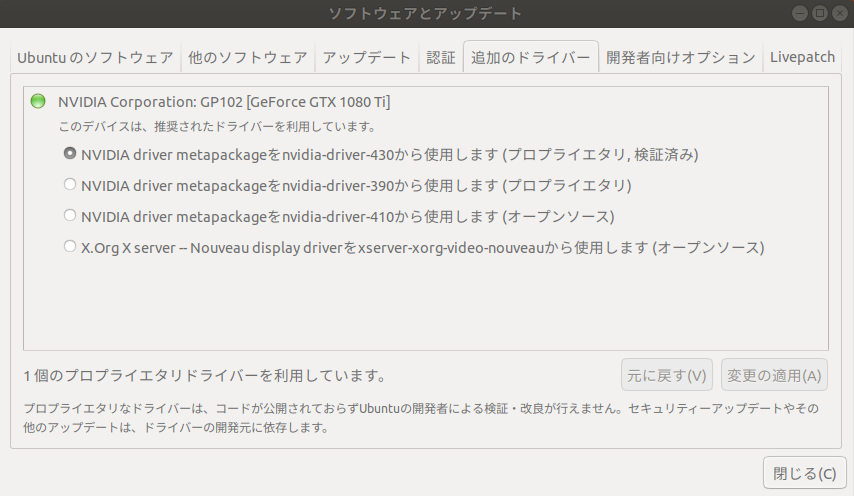 ソフトウェアとアップデート
Ubuntu のソフトウェア 他のソフトウェア アップデート 認証 追加のドライバー 開発者向けオプション Livepatch
NVIDIA Corporation: GP102 [GeForce GTX 1080 Ti]
このデバイスは、推奨されたドライバーを利用しています。
NVIDIA driver metapackageをnvidia-driver-430から使用します (プロプライエタリ, 検証済み)
NVIDIA driver metapackageをnvidia-driver-390から使用します (プロプライエタリ)
NVIDIA driver metapackageをnvidia-driver-410から使用します (オープンソース)
X.Org X server -- Nouveau display driverをxserver-xorg-video-nouveauから使用します (オープンソース)
1 個のプロプライエタリドライバーを利用しています。 元に戻す(V) 変更の適用(A)
プロプライエタリなドライバーは、コードが公開されておらずUbuntuの開発者による検証・改良が行えません。セキュリティーアップデートやその
他のアップデートは、ドライバーの開発元に依存します。
閉じる(C)